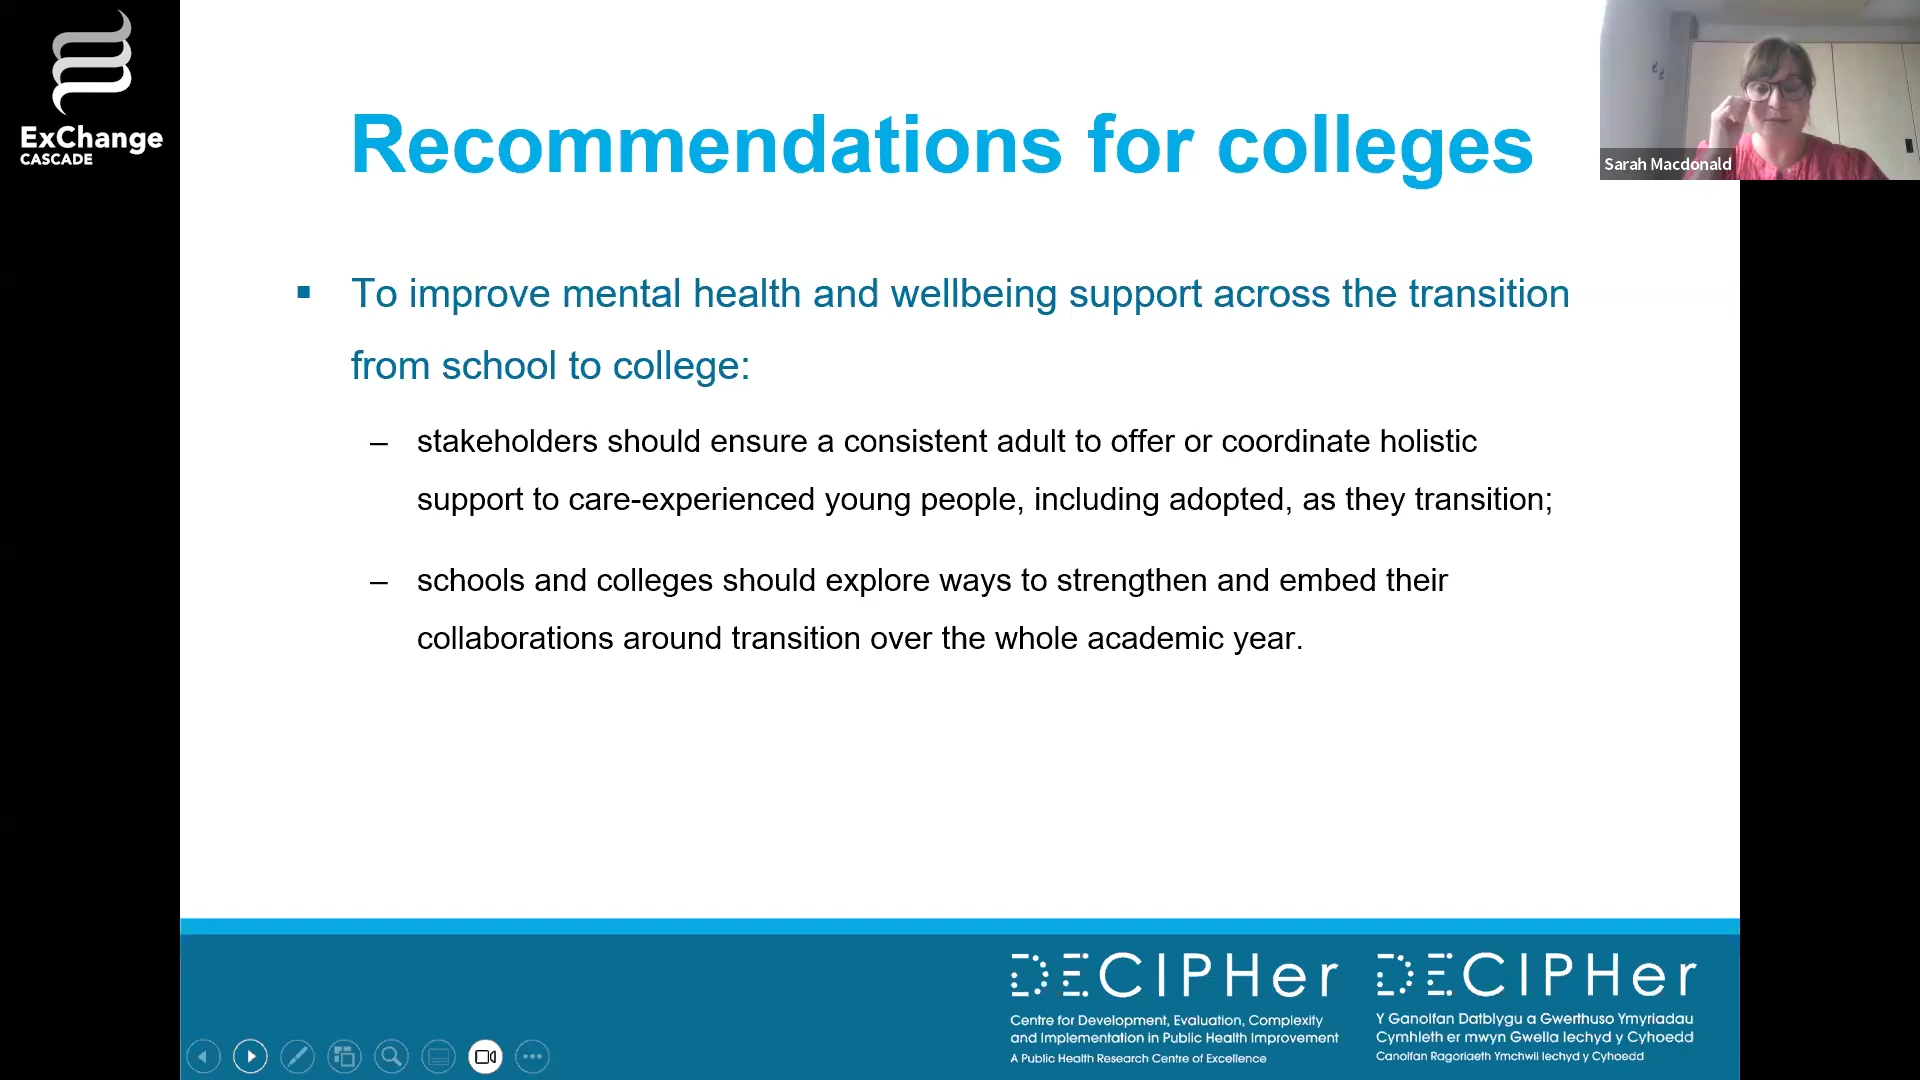 ExChange
CASCADE
Recommendations for colleges
Sarah Macdonald
▪ To improve mental health and wellbeing support across the transition
from school to college:
– stakeholders should ensure a consistent adult to offer or coordinate holistic
support to care-experienced young people, including adopted, as they transition;
– schools and colleges should explore ways to strengthen and embed their
collaborations around transition over the whole academic year.
DECIPHer
Centre for Development, Evaluation, Complexity
and Implementation in Public Health Improvement
A Public Health Research Centre of Excellence
DECIPHer
Y Ganolfan Datblygu a Gwerthuso Ymyriadau
Cymhleth er mwyn Gwella Iechyd y Cyhoedd
Canolfan Ragoriaeth Ymchwil Iechyd y Cyhoedd